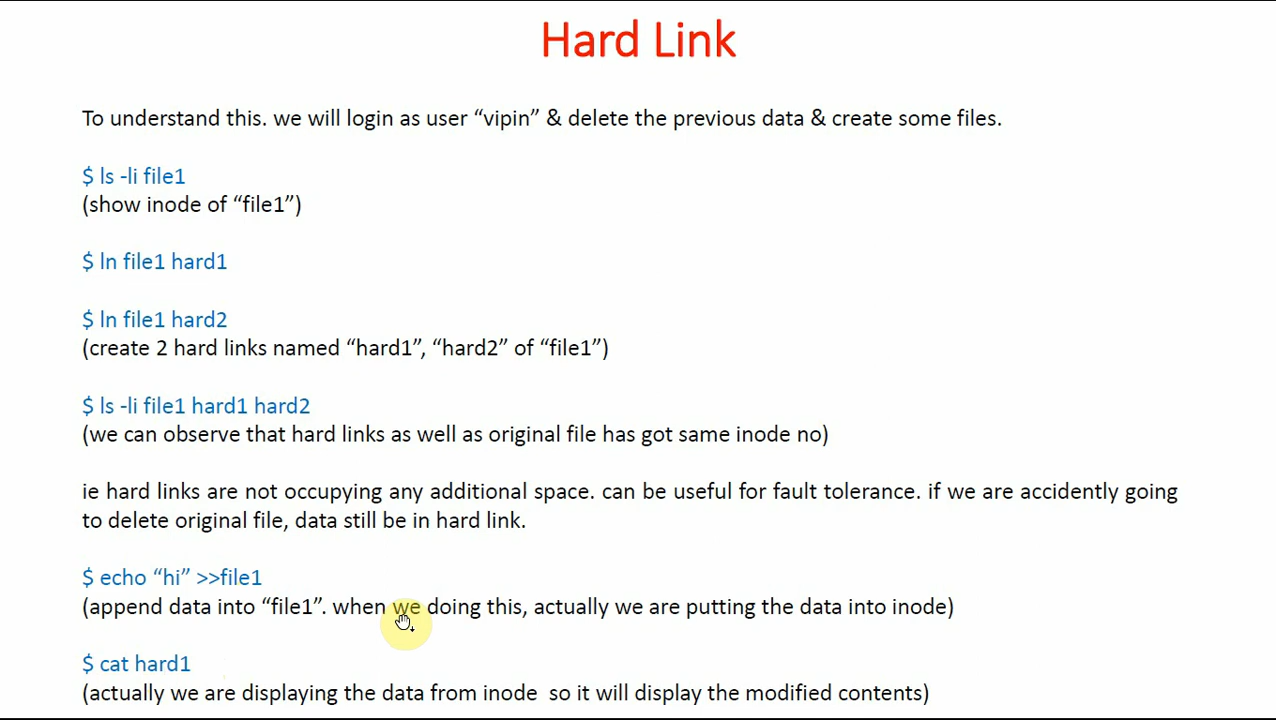 Hard Link
To understand this. we will login as user “vipin” & delete the previous data & create some files.
$ ls -li file1
(show inode of “file1”)
$ ln file1 hard1
$ ln file1 hard2
(create 2 hard links named “hard1”, “hard2” of “file1”)
$ ls -li file1 hard1 hard2
(we can observe that hard links as well as original file has got same inode no)
ie hard links are not occupying any additional space. can be useful for fault tolerance. if we are accidently going
to delete original file, data still be in hard link.
$ echo “hi” >>file1
(append data into “file1”. when we doing this, actually we are putting the data into inode)
$ cat hard1
(actually we are displaying the data from inode  so it will display the modified contents)